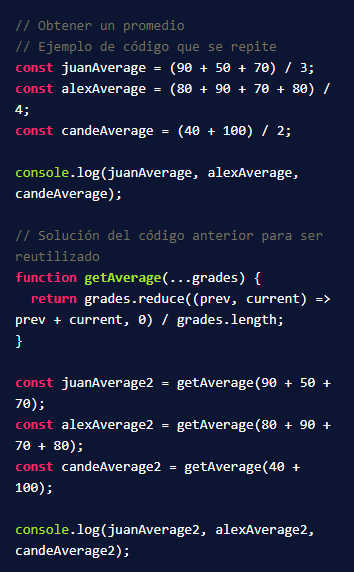 // Obtener un promedio
// Ejemplo de código que se repite
const juanAverage = (90 + 50 + 70) / 3;
const alexAverage = (80 + 90 + 70 + 80) /
4;
const candeAverage = (40 + 100) / 2;

console.log(juanAverage, alexAverage,
candeAverage);

// Solución del código anterior para ser
reutilizado
function getAverage(...grades) {
  return grades.reduce((prev, current) =>
prev + current, 0) / grades.length;
}

const juanAverage2 = getAverage(90 + 50 +
70);
const alexAverage2 = getAverage(80 + 90 +
70 + 80);
const candeAverage2 = getAverage(40 +
100);

console.log(juanAverage2, alexAverage2,
candeAverage2);